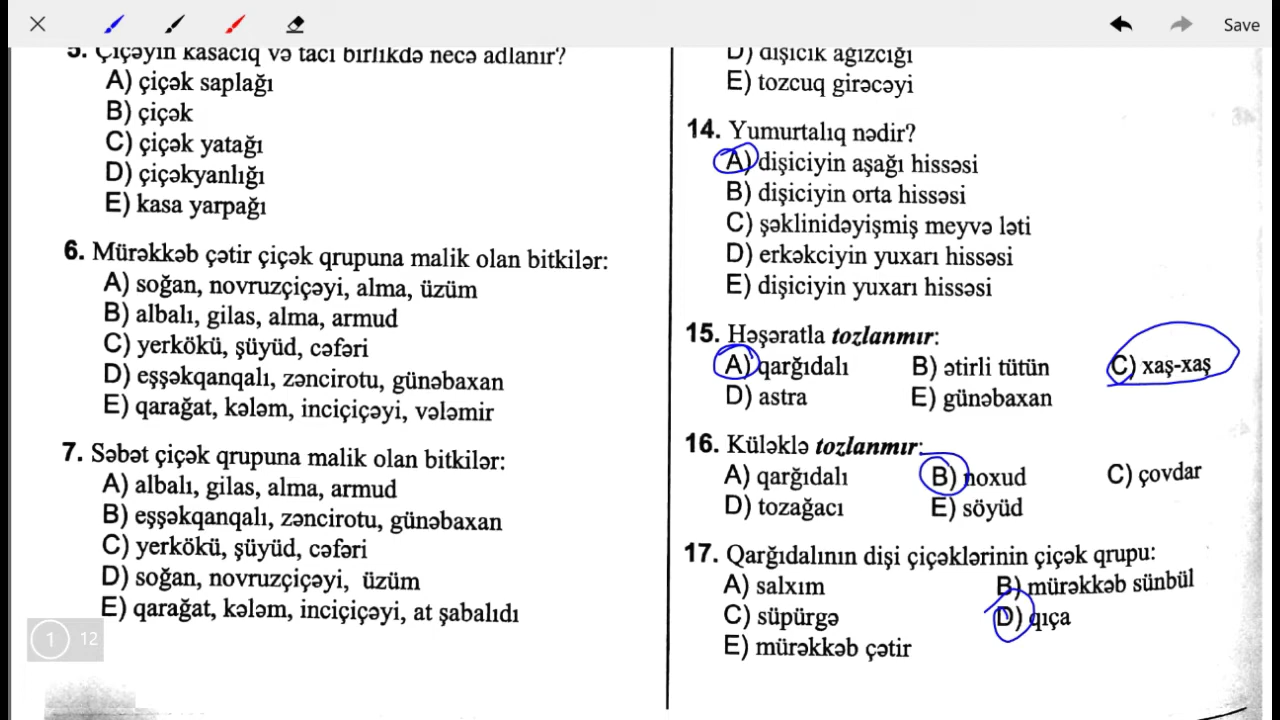 Save
5. Çiçəyin kasacıq və tacı birlikdə necə adlanır?
A) çiçək saplağı
B) çiçək
C) çiçək yatağı
D) çiçəkyanlığı
E) kasa yarpağı
6. Mürəkkəb çətir çiçək qrupuna malik olan bitkilər:
A) soğan, novruzçiçəyi, alma, üzüm
B) albalı, gilas, alma, armud
C) yerkökü, şüyüd, cəfəri
D) eşşəkqanqalı, zəncirotu, günəbaxan
E) qarağat, kələm, inciçiçəyi, vələmir
7. Səbət çiçək qrupuna malik olan bitkilər:
A) albalı, gilas, alma, armud
B) eşşəkqanqalı, zəncirotu, günəbaxan
C) yerkökü, şüyüd, cəfəri
D) soğan, novruzçiçəyi, üzüm
E) qarağat, kələm, inciçiçəyi, at şabalıdı
1 12
D) dişicik ağızcığı
E) tozcuq girəcəyi
14. Yumurtalıq nədir?
A) dişiciyin aşağı hissəsi
B) dişiciyin orta hissəsi
C) şəklinidəyişmiş meyvə ləti
D) erkəkciyin yuxarı hissəsi
E) dişiciyin yuxarı hissəsi
15. Həşəratla tozlanmır:
A) qarğıdalı B) ətirli tütün C) xaş-xaş
D) astra E) günəbaxan
16. Küləklə tozlanmır:
A) qarğıdalı B) noxud C) çovdar
D) tozağacı E) söyüd
17. Qarğıdalının dişi çiçəklərinin çiçək qrupu:
A) salxım B) mürəkkəb sünbül
C) süpürgə D) qıça
E) mürəkkəb çətir